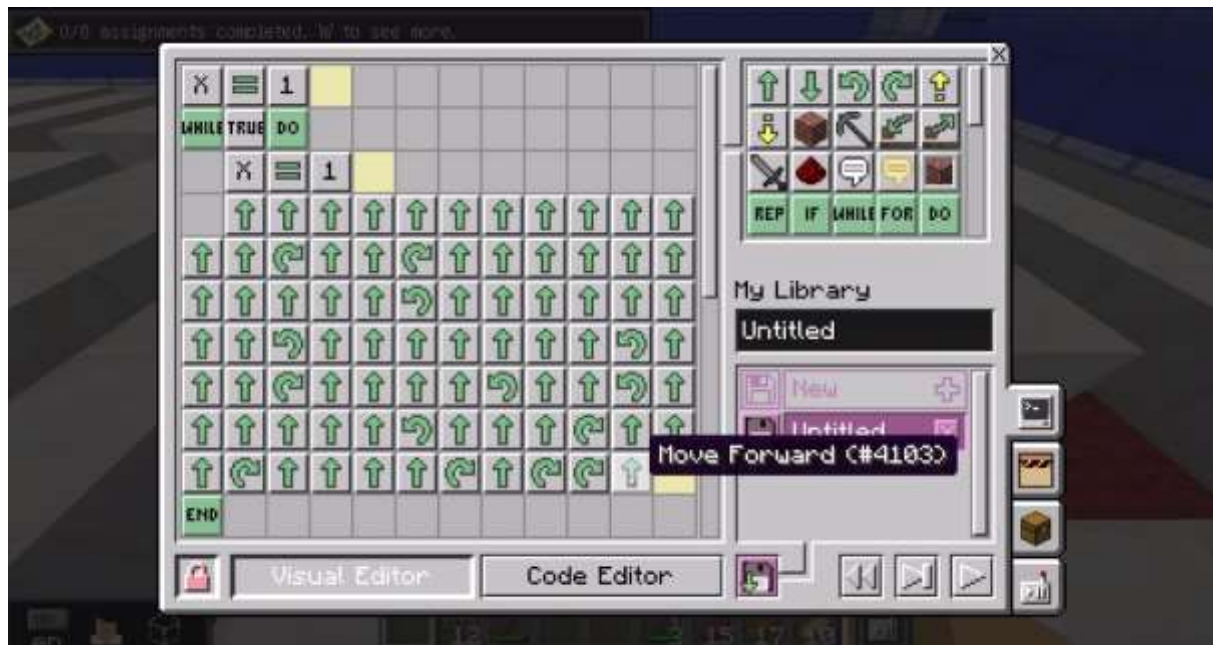 0/0 assignments completed. 'W' to see more.
X = 1
WHILE TRUE DO
X = 1
REP IF WHILE FOR DO
My Library
Untitled
New
Untitled
Move Forward (#4103)
END
Visual Editor Code Editor